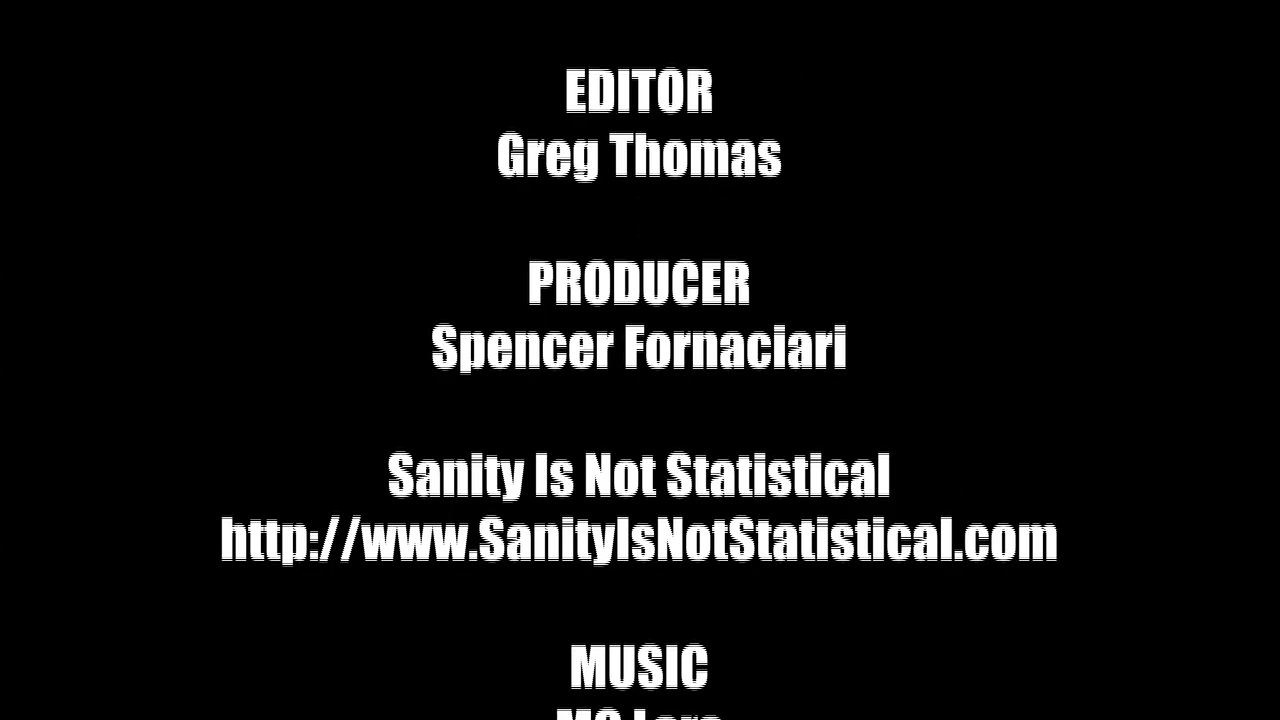 EDITOR
Greg Thomas
PRODUCER
Spencer Fornaciari
Sanity Is Not Statistical
http://www.SanityIsNotStatistical.com
MUSIC